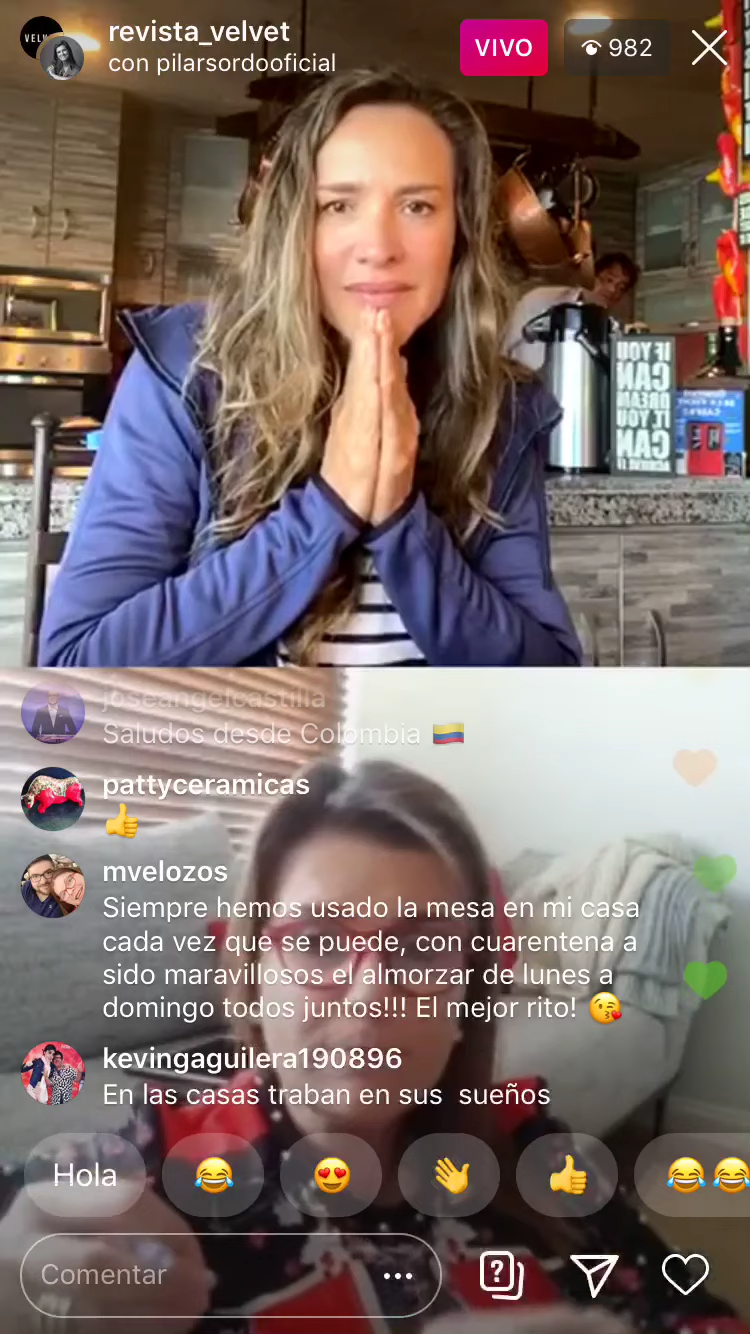 VELV
revista_velvet
con pilarsordooficial
VIVO
982
IF YOU
CAN
DREAM
IT, YOU
CAN
joseangelcastilla
Saludos desde Colombia 🇨🇴
pattyceramicas
👍
mvelozos
Siempre hemos usado la mesa en mi casa
cada vez que se puede, con cuarentena a
sido maravillosos el almorzar de lunes a
domingo todos juntos!!! El mejor rito! 😘
kevingaguilera190896
En las casas traban en sus sueños
Hola 😂 😍 👋 👍 😂😂
Comentar